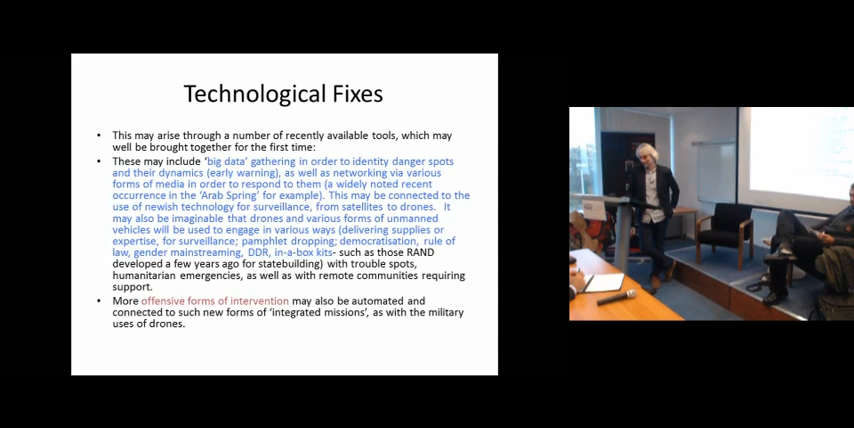 Technological Fixes
• This may arise through a number of recently available tools, which may
well be brought together for the first time:
• These may include ‘big data’ gathering in order to identity danger spots
and their dynamics (early warning), as well as networking via various
forms of media in order to respond to them (a widely noted recent
occurrence in the ‘Arab Spring’ for example). This may be connected to the
use of newish technology for surveillance, from satellites to drones. It
may also be imaginable that drones and various forms of unmanned
vehicles will be used to engage in various ways (delivering supplies or
expertise, for surveillance; pamphlet dropping; democratisation, rule of
law, gender mainstreaming, DDR, in-a-box kits- such as those RAND
developed a few years ago for statebuilding) with trouble spots,
humanitarian emergencies, as well as with remote communities requiring
support.
• More offensive forms of intervention may also be automated and
connected to such new forms of ‘integrated missions’, as with the military
uses of drones.